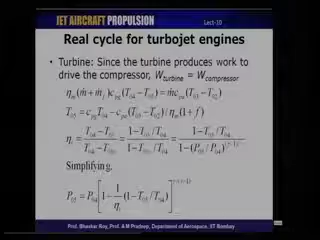 JET AIRCRAFT PROPULSION
Lect-10
Real cycle for turbojet engines
• Turbine: Since the turbine produces work to
drive the compressor, W_turbine = W_compressor
η_m(ṁ + ṁ_f)c_pg(T_04 − T_05) = ṁc_pa(T_03 − T_02)
T_05 = c_pg T_04 − c_pa(T_03 − T_02)/η_m(1 + f)
η_t = (T_04 − T_05)/(T_04 − T_05s) = (1 − T_05/T_04)/(1 − T_05s/T_04) = (1 − T_05/T_04)/(1 − (P_05/P_04)^((γ−1)/γ))
Simplifying,
P_05 = P_04[1 − (1/η_t)(1 − T_05/T_04)]^(γ/(γ−1))
Prof. Bhaskar Roy, Prof. A M Pradeep, Department of Aerospace, IIT Bombay